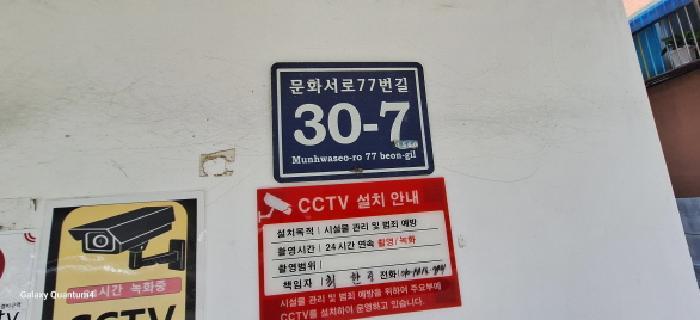 문화서로77번길
30-7
Munhwaseo-ro 77 beon-gil
CCTV 설치 안내
설치목적 | 시설물 관리 및 범죄 예방
촬영시간 | 24시간 연속 촬영/녹화
촬영범위 |
책임자 전화
시설물 관리 및 범죄 예방을 위하여 주요부에
CCTV를 설치하여 운영하고 있습니다.
시간 녹화중
CCTV
Galaxy Quantum4